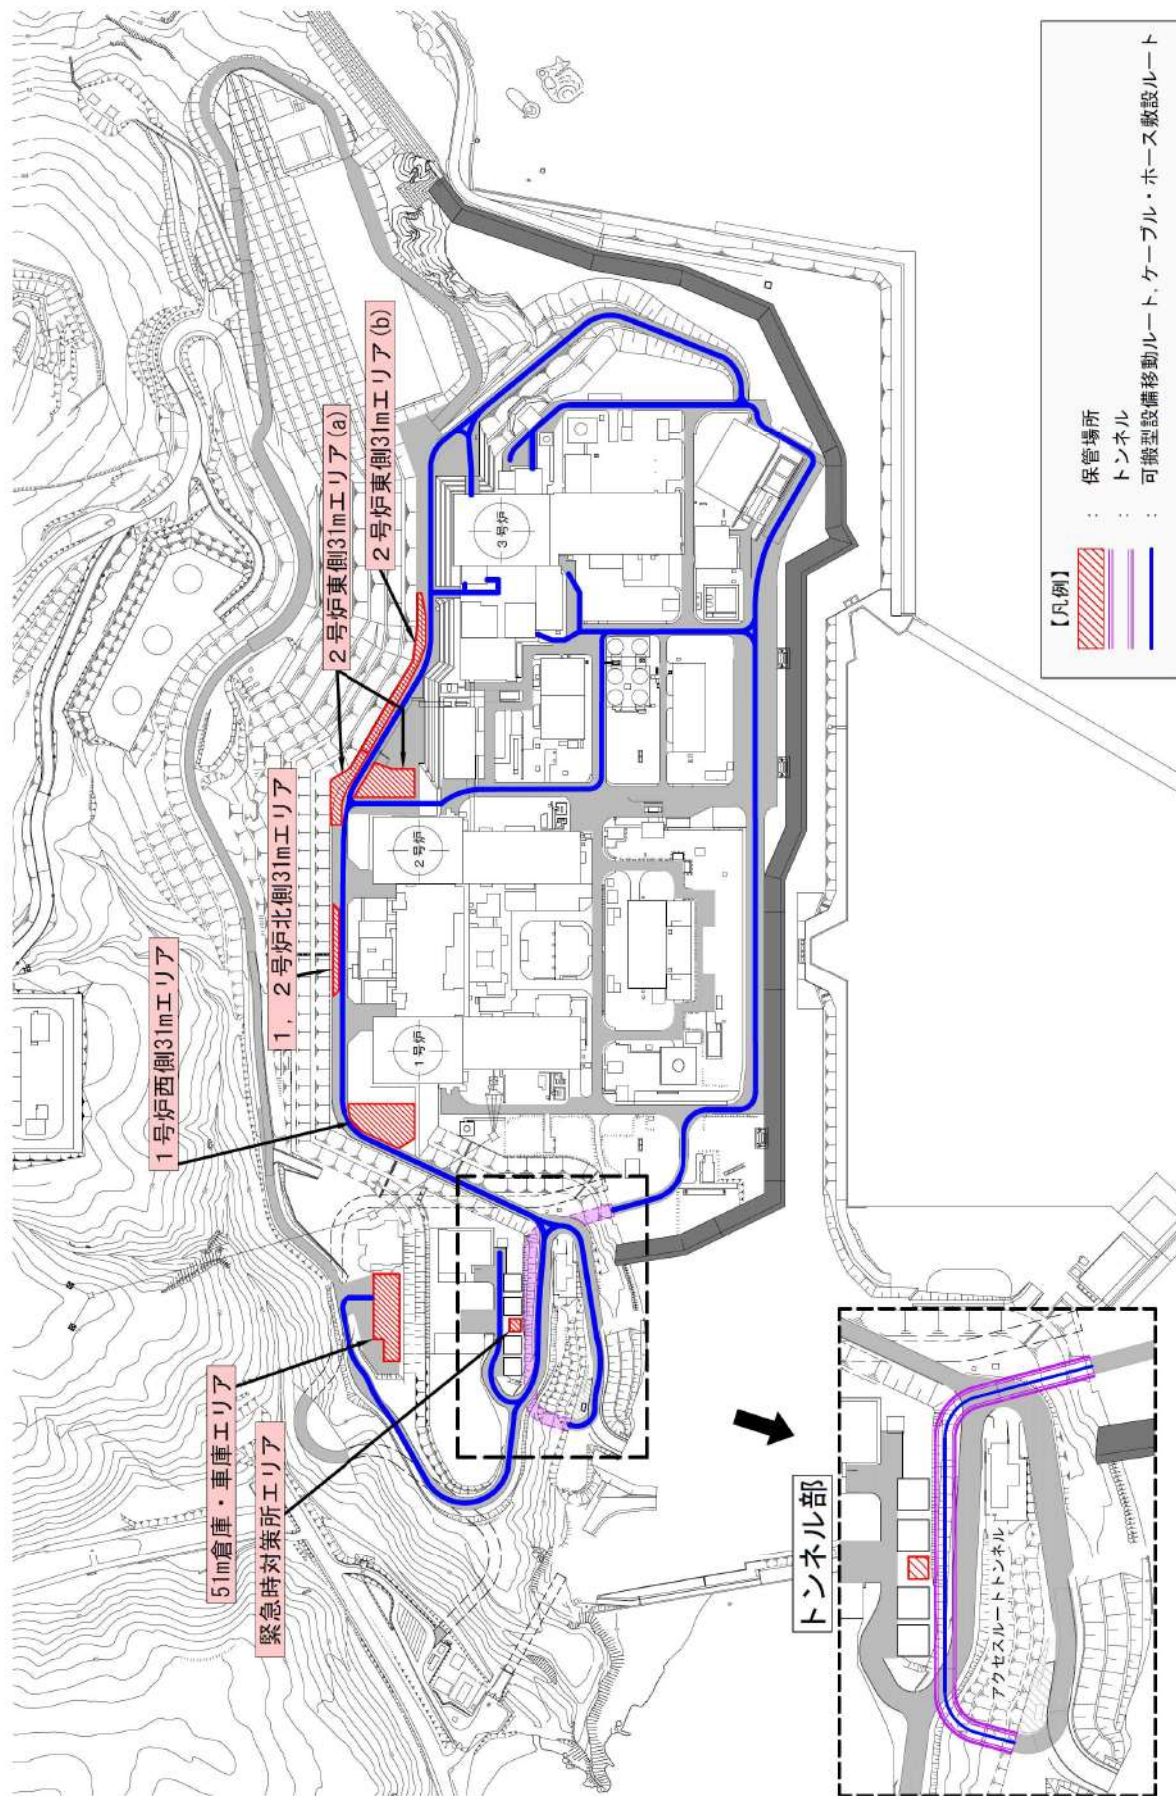 51m倉庫・車庫エリア
緊急時対策所エリア
1号炉西側31mエリア
1,2号炉北側31mエリア
2号炉東側31mエリア(a)
2号炉東側31mエリア(b)
1号炉
2号炉
3号炉
トンネル部
アクセスルートトンネル
【凡例】
: 保管場所
: トンネル
: 可搬型設備移動ルート,ケーブル・ホース敷設ルート